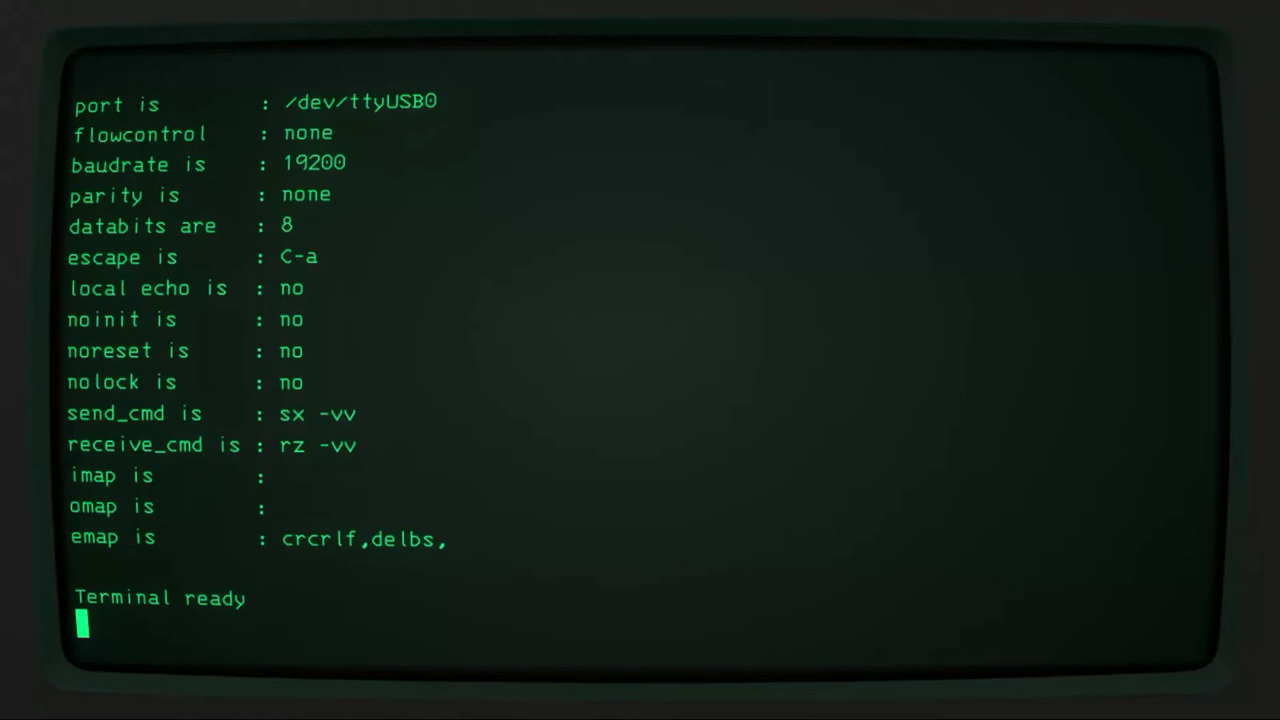 port is        : /dev/ttyUSB0
flowcontrol    : none
baudrate is    : 19200
parity is      : none
databits are   : 8
escape is      : C-a
local echo is  : no
noinit is      : no
noreset is     : no
nolock is      : no
send_cmd is    : sx -vv
receive_cmd is : rz -vv
imap is        :
omap is        :
emap is        : crcrlf,delbs,
Terminal ready